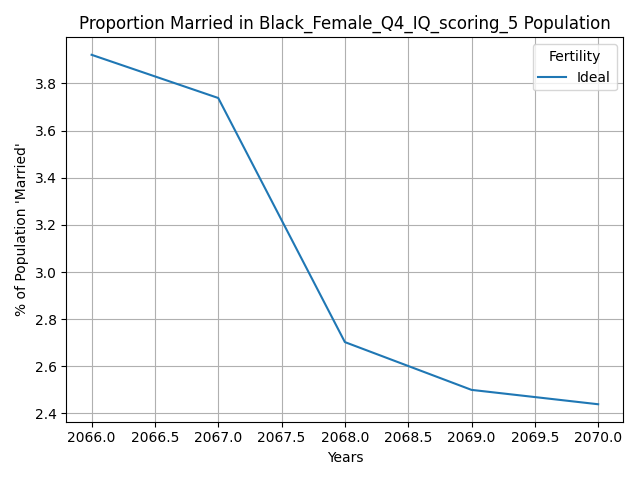 Proportion Married in Black_Female_Q4_IQ_scoring_5 Population
Fertility
Ideal
% of Population 'Married'
3.8
3.6
3.4
3.2
3.0
2.8
2.6
2.4
2066.0 2066.5 2067.0 2067.5 2068.0 2068.5 2069.0 2069.5 2070.0
Years